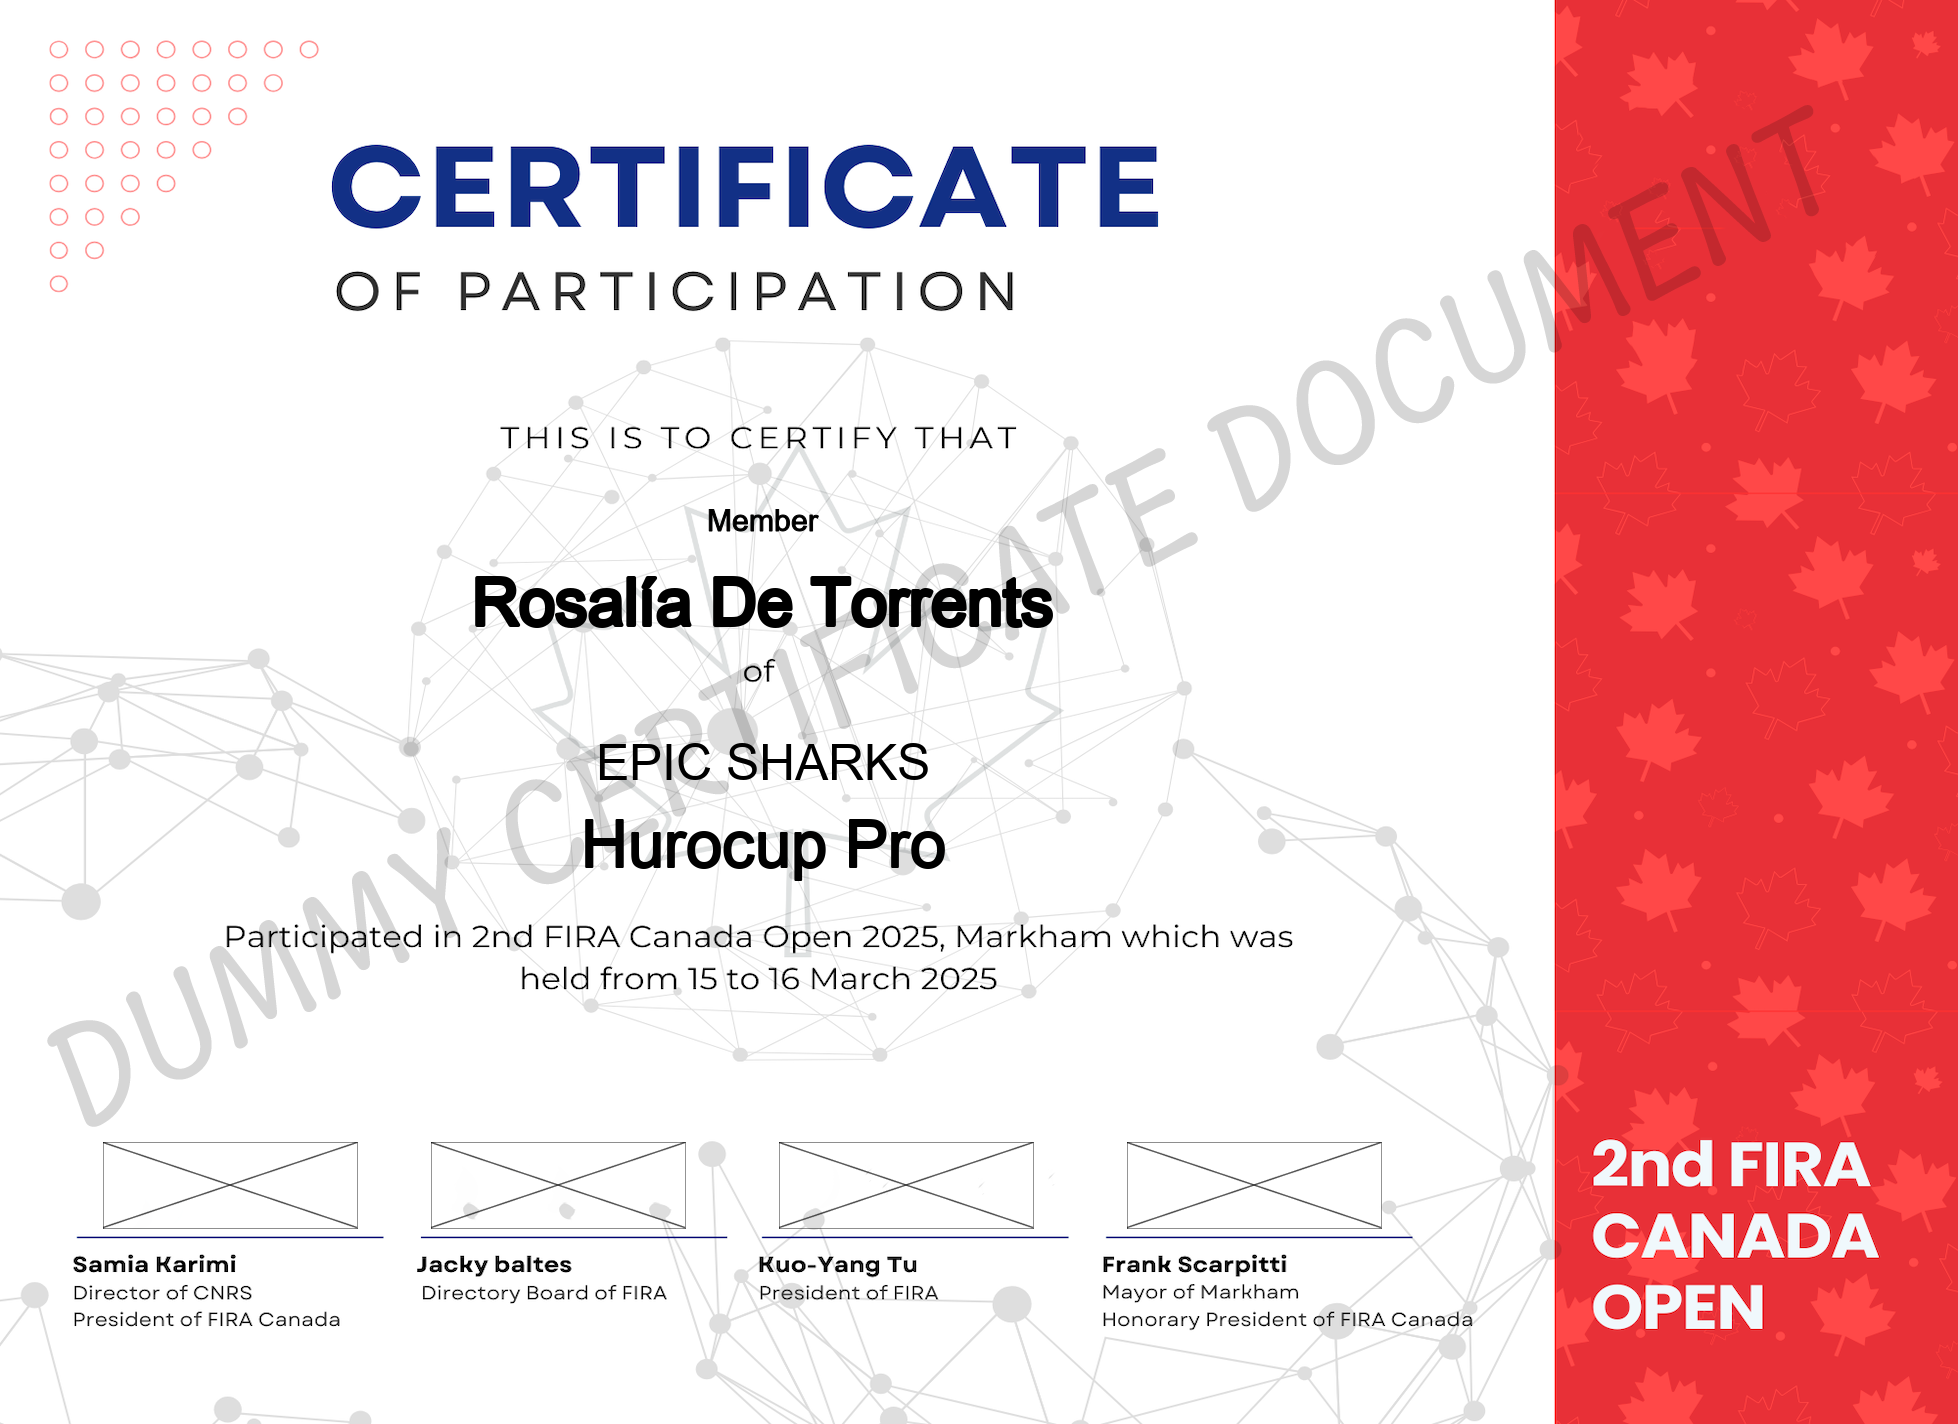 CERTIFICATE
OF PARTICIPATION
THIS IS TO CERTIFY THAT
Member
Rosalía De Torrents
of
EPIC SHARKS
Hurocup Pro
Participated in 2nd FIRA Canada Open 2025, Markham which was
held from 15 to 16 March 2025
DUMMY CERTIFICATE DOCUMENT
Samia Karimi
Director of CNRS
President of FIRA Canada
Jacky baltes
Directory Board of FIRA
Kuo-Yang Tu
President of FIRA
Frank Scarpitti
Mayor of Markham
Honorary President of FIRA Canada
2nd FIRA
CANADA
OPEN